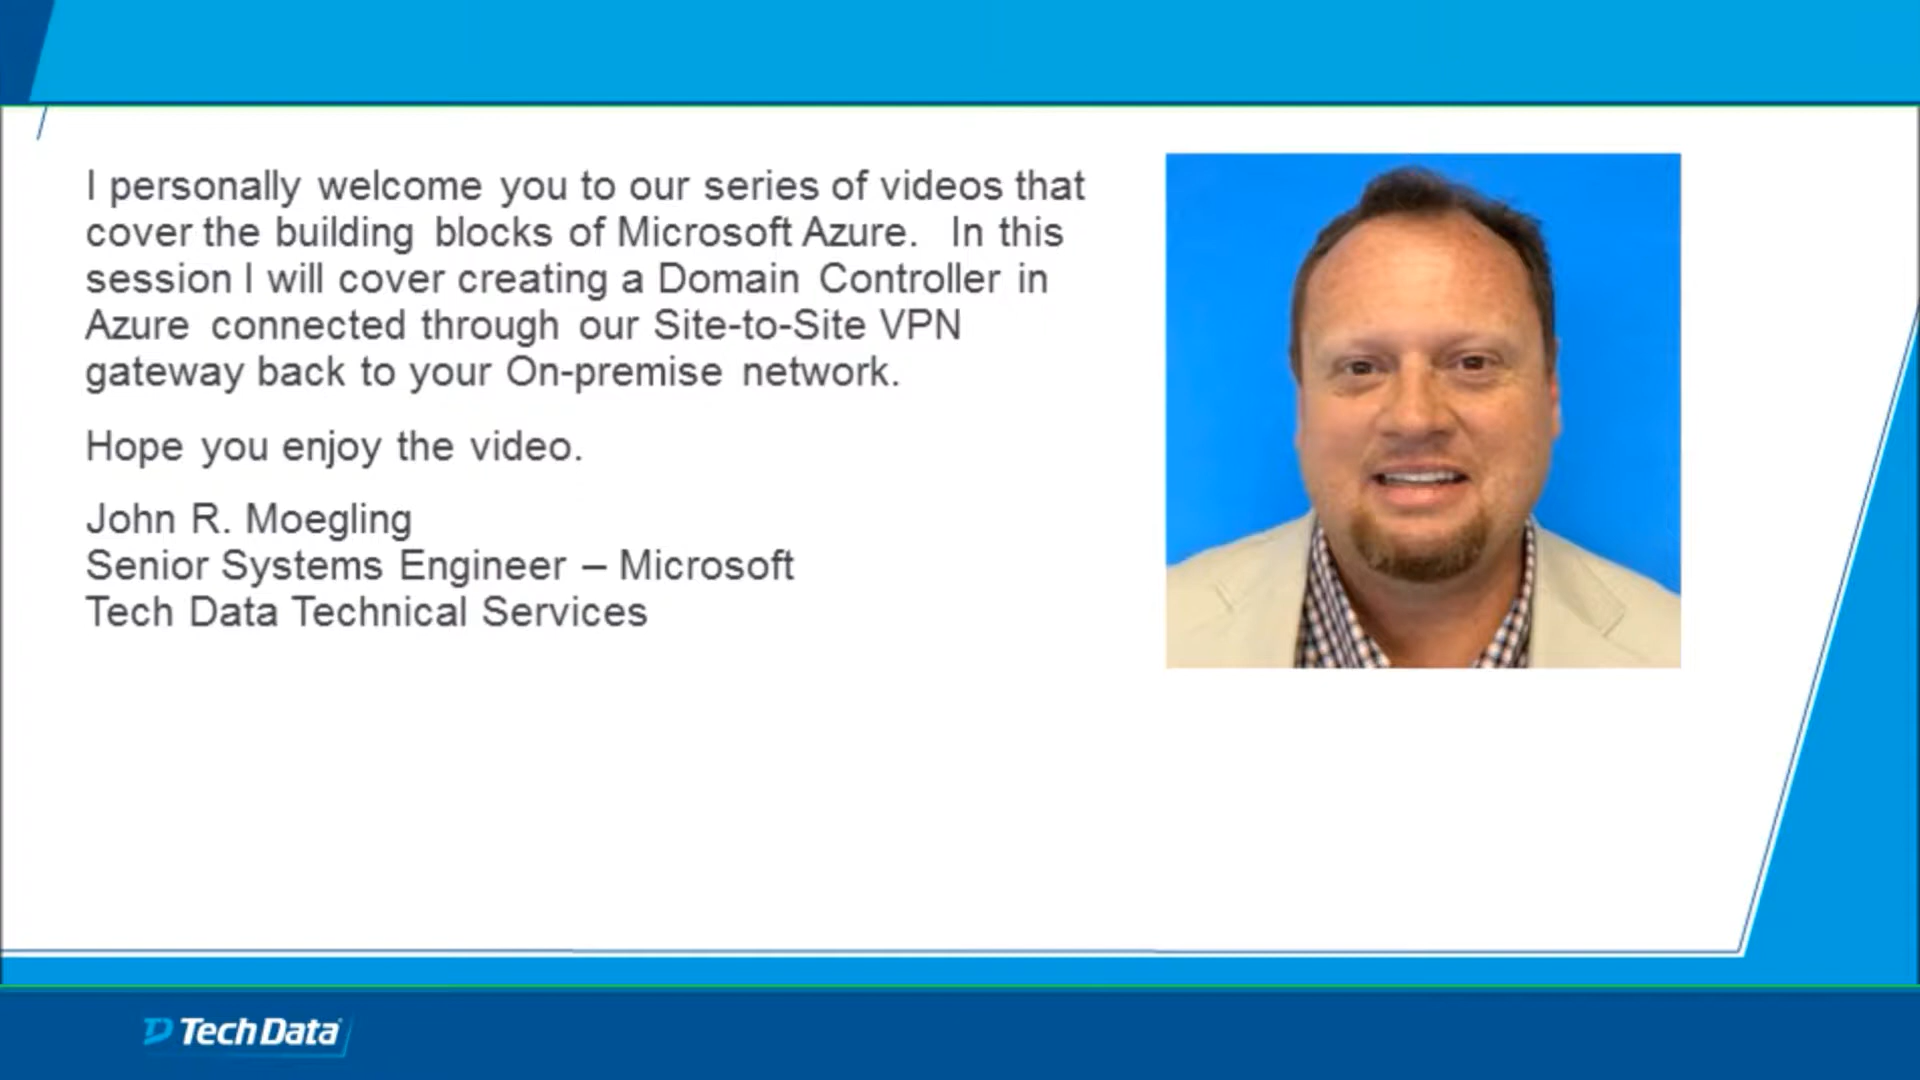 I personally welcome you to our series of videos that
cover the building blocks of Microsoft Azure. In this
session I will cover creating a Domain Controller in
Azure connected through our Site-to-Site VPN
gateway back to your On-premise network.
Hope you enjoy the video.
John R. Moegling
Senior Systems Engineer – Microsoft
Tech Data Technical Services
Tech Data